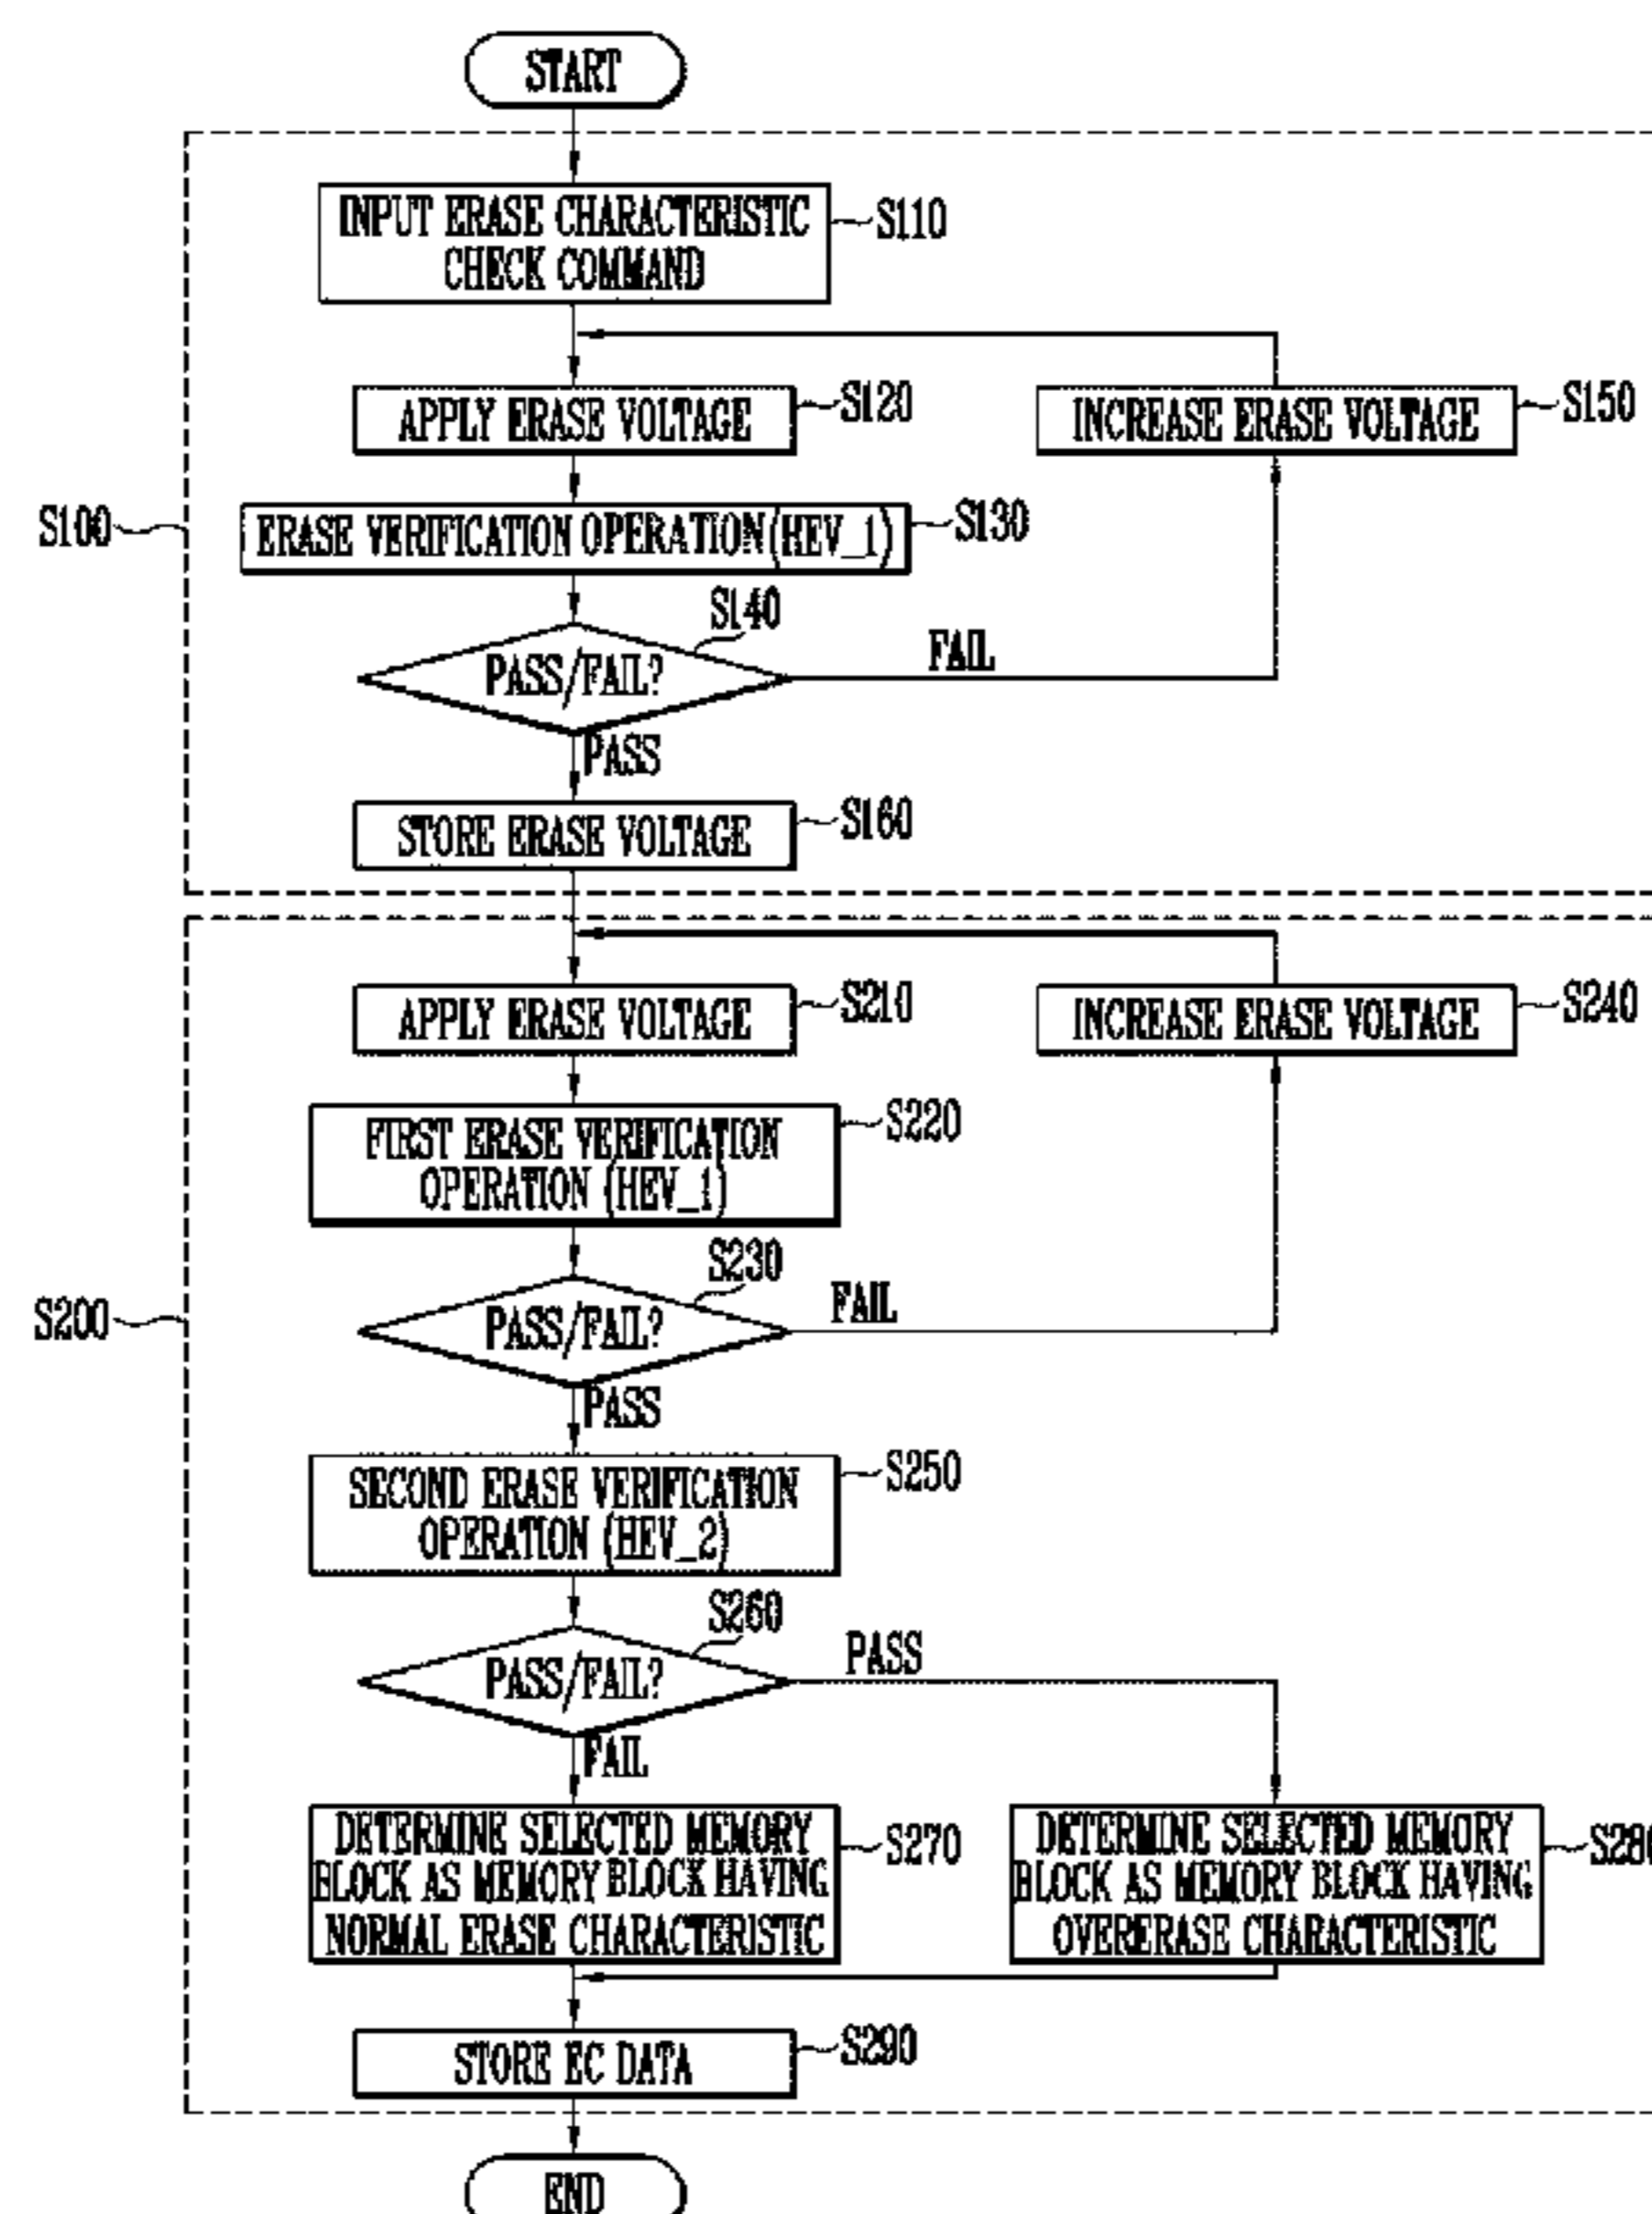 START
INPUT ERASE CHARACTERISTIC
CHECK COMMAND
S110
APPLY ERASE VOLTAGE
S120
INCREASE ERASE VOLTAGE
S150
S100
ERASE VERIFICATION OPERATION(HEV_1)
S130
S140
PASS/FAIL?
FAIL
PASS
STORE ERASE VOLTAGE
S160
APPLY ERASE VOLTAGE
S210
INCREASE ERASE VOLTAGE
S240
FIRST ERASE VERIFICATION
OPERATION (HEV_1)
S220
S230
S200
PASS/FAIL?
FAIL
PASS
SECOND ERASE VERIFICATION
OPERATION (HEV_2)
S250
S260
PASS/FAIL?
PASS
FAIL
DETERMINE SELECTED MEMORY
BLOCK AS MEMORY BLOCK HAVING
NORMAL ERASE CHARACTERISTIC
S270
DETERMINE SELECTED MEMORY
BLOCK AS MEMORY BLOCK HAVING
OVERERASE CHARACTERISTIC
STORE EC DATA
S290
END